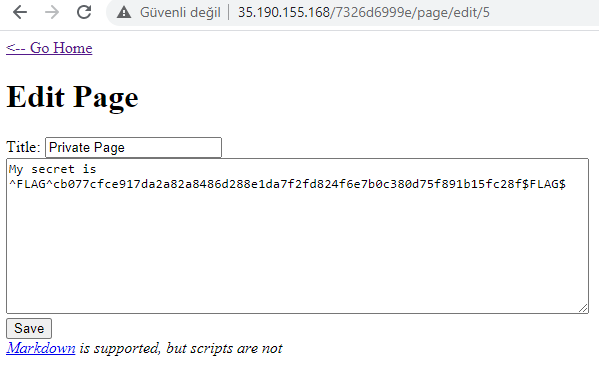 Güvenli değil
35.190.155.168/7326d6999e/page/edit/5
<-- Go Home
Edit Page
Title: Private Page
My secret is
^FLAG^cb077cfce917da2a82a8486d288e1da7f2fd824f6e7b0c380d75f891b15fc28f$FLAG$
Save
Markdown is supported, but scripts are not